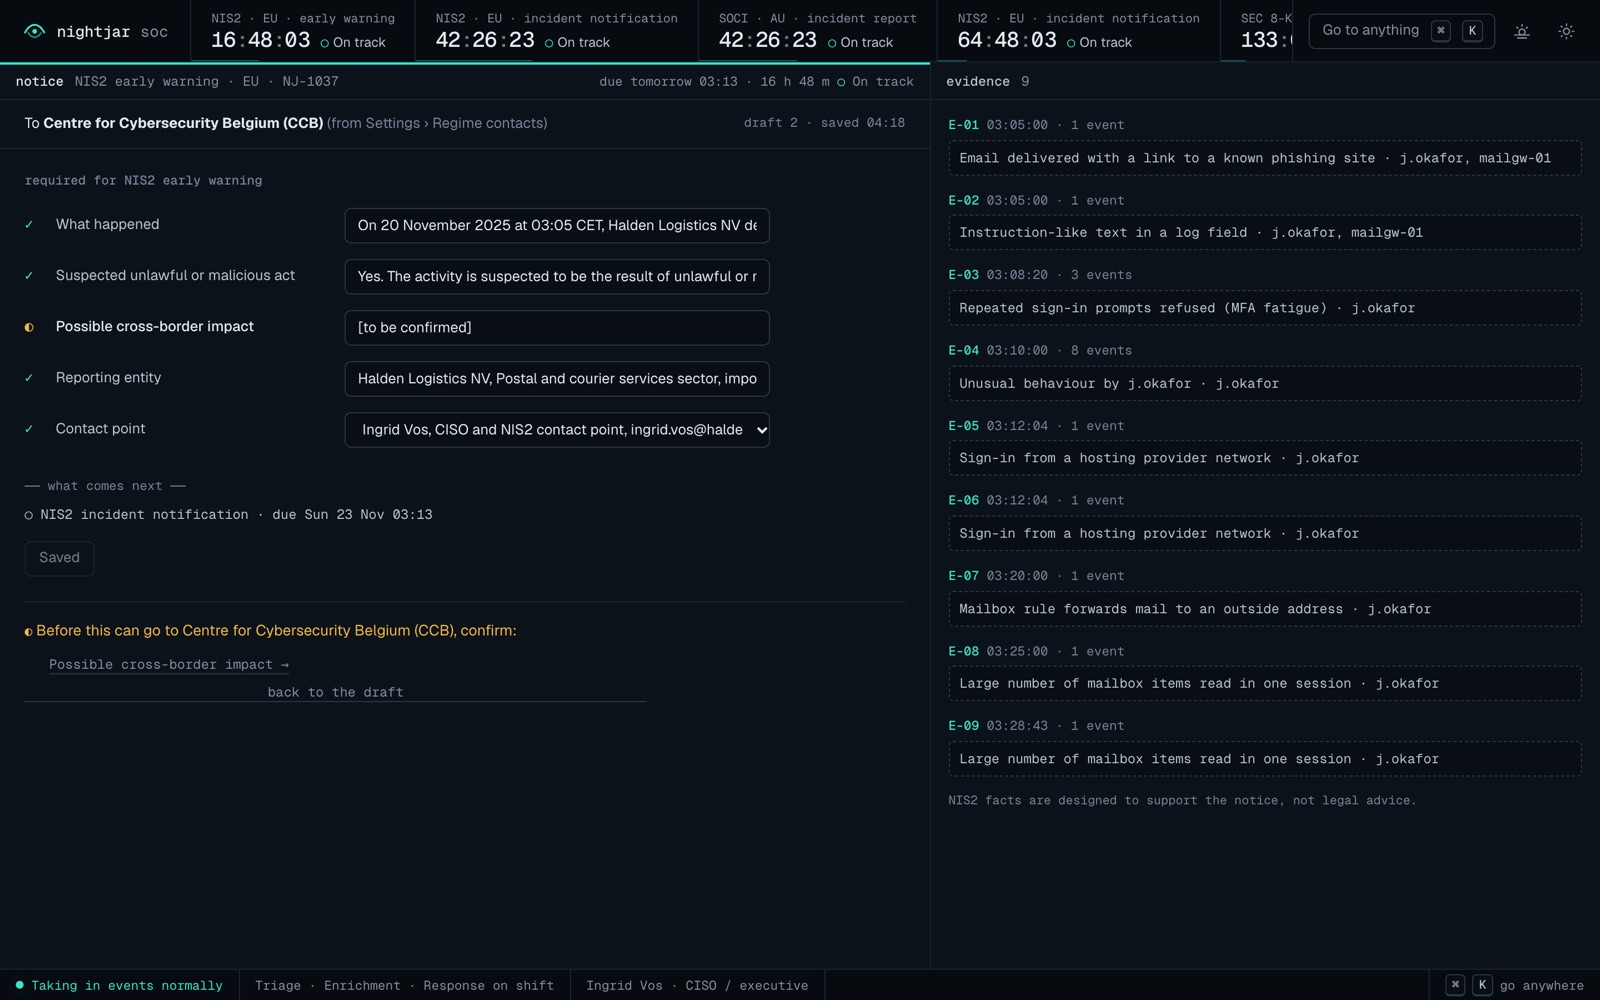 nightjar soc
NIS2 · EU · early warning
16:48:03 On track
NIS2 · EU · incident notification
42:26:23 On track
SOCI · AU · incident report
42:26:23 On track
NIS2 · EU · incident notification
64:48:03 On track
SEC 8-K
133:
Go to anything ⌘ K
notice NIS2 early warning · EU · NJ-1037
due tomorrow 03:13 · 16 h 48 m On track
To Centre for Cybersecurity Belgium (CCB) (from Settings › Regime contacts)
draft 2 · saved 04:18
required for NIS2 early warning
✓ What happened
On 20 November 2025 at 03:05 CET, Halden Logistics NV de
✓ Suspected unlawful or malicious act
Yes. The activity is suspected to be the result of unlawful or
Possible cross-border impact
[to be confirmed]
✓ Reporting entity
Halden Logistics NV, Postal and courier services sector, impo
✓ Contact point
Ingrid Vos, CISO and NIS2 contact point, ingrid.vos@halde
— what comes next —
NIS2 incident notification · due Sun 23 Nov 03:13
Saved
Before this can go to Centre for Cybersecurity Belgium (CCB), confirm:
Possible cross-border impact →
back to the draft
evidence 9
E-01 03:05:00 · 1 event
Email delivered with a link to a known phishing site · j.okafor, mailgw-01
E-02 03:05:00 · 1 event
Instruction-like text in a log field · j.okafor, mailgw-01
E-03 03:08:20 · 3 events
Repeated sign-in prompts refused (MFA fatigue) · j.okafor
E-04 03:10:00 · 8 events
Unusual behaviour by j.okafor · j.okafor
E-05 03:12:04 · 1 event
Sign-in from a hosting provider network · j.okafor
E-06 03:12:04 · 1 event
Sign-in from a hosting provider network · j.okafor
E-07 03:20:00 · 1 event
Mailbox rule forwards mail to an outside address · j.okafor
E-08 03:25:00 · 1 event
Large number of mailbox items read in one session · j.okafor
E-09 03:28:43 · 1 event
Large number of mailbox items read in one session · j.okafor
NIS2 facts are designed to support the notice, not legal advice.
Taking in events normally
Triage · Enrichment · Response on shift
Ingrid Vos · CISO / executive
⌘ K go anywhere